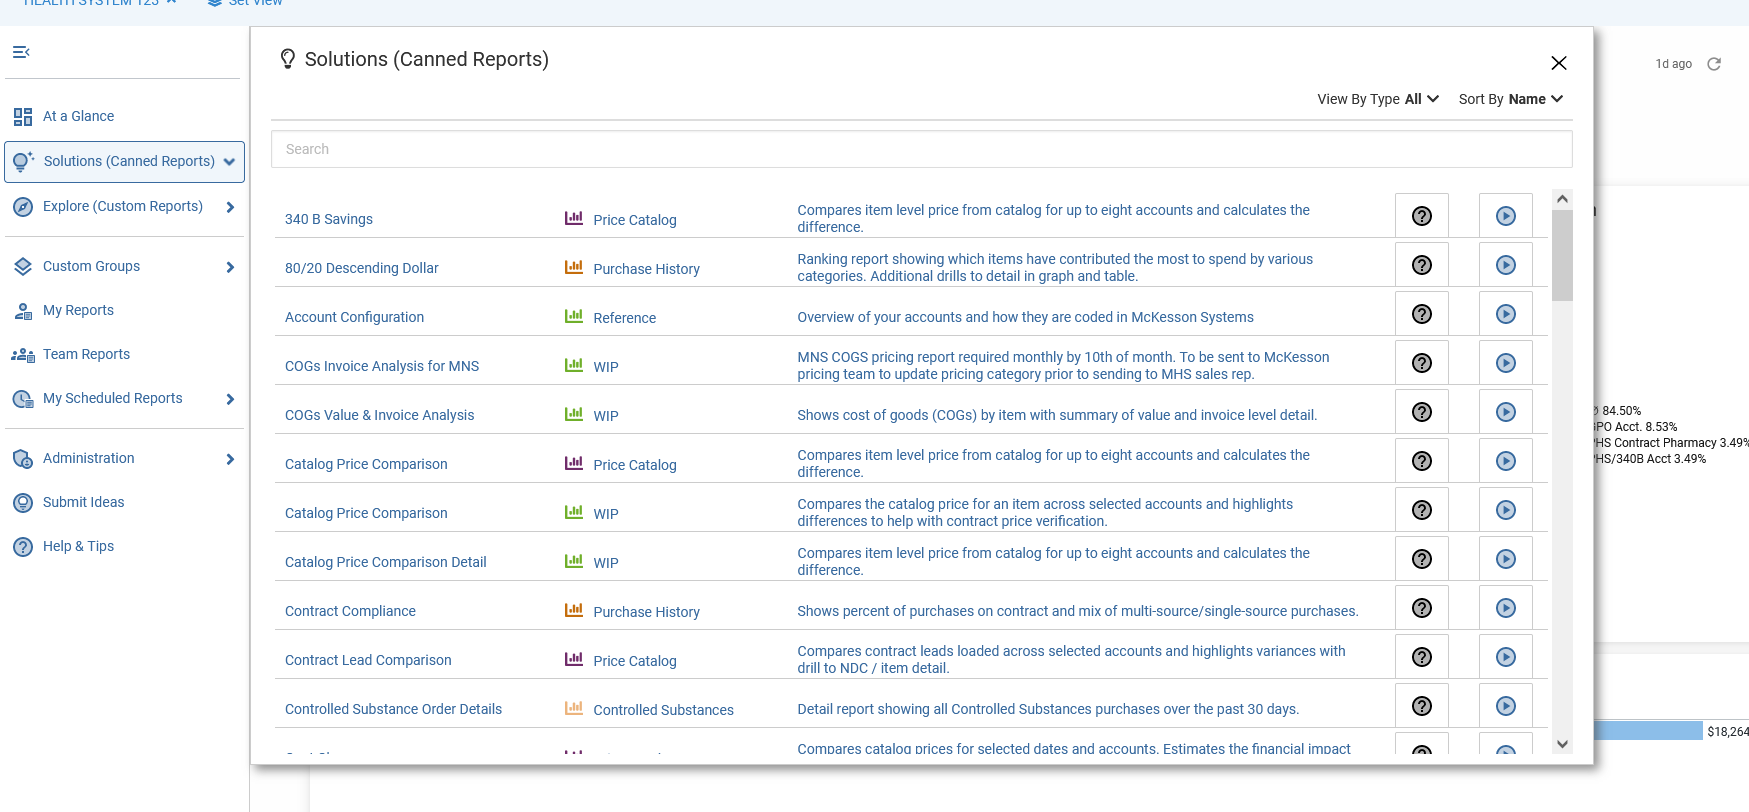 HEALTH SYSTEM 123
Set View
Solutions (Canned Reports)
1d ago
View By Type All
Sort By Name
Search
At a Glance
Solutions (Canned Reports)
Explore (Custom Reports)
Custom Groups
My Reports
Team Reports
My Scheduled Reports
Administration
Submit Ideas
Help & Tips
340 B Savings
Price Catalog
Compares item level price from catalog for up to eight accounts and calculates the
difference.
80/20 Descending Dollar
Purchase History
Ranking report showing which items have contributed the most to spend by various
categories. Additional drills to detail in graph and table.
Account Configuration
Reference
Overview of your accounts and how they are coded in McKesson Systems
COGs Invoice Analysis for MNS
WIP
MNS COGS pricing report required monthly by 10th of month. To be sent to McKesson
pricing team to update pricing category prior to sending to MHS sales rep.
COGs Value & Invoice Analysis
WIP
Shows cost of goods (COGs) by item with summary of value and invoice level detail.
Catalog Price Comparison
Price Catalog
Compares item level price from catalog for up to eight accounts and calculates the
difference.
Catalog Price Comparison
WIP
Compares the catalog price for an item across selected accounts and highlights
differences to help with contract price verification.
Catalog Price Comparison Detail
WIP
Compares item level price from catalog for up to eight accounts and calculates the
difference.
Contract Compliance
Purchase History
Shows percent of purchases on contract and mix of multi-source/single-source purchases.
Contract Lead Comparison
Price Catalog
Compares contract leads loaded across selected accounts and highlights variances with
drill to NDC / item detail.
Controlled Substance Order Details
Controlled Substances
Detail report showing all Controlled Substances purchases over the past 30 days.
Compares catalog prices for selected dates and accounts. Estimates the financial impact
84.50%
Acct. 8.53%
Contract Pharmacy 3.49%
HS/340B Acct 3.49%
$18,264